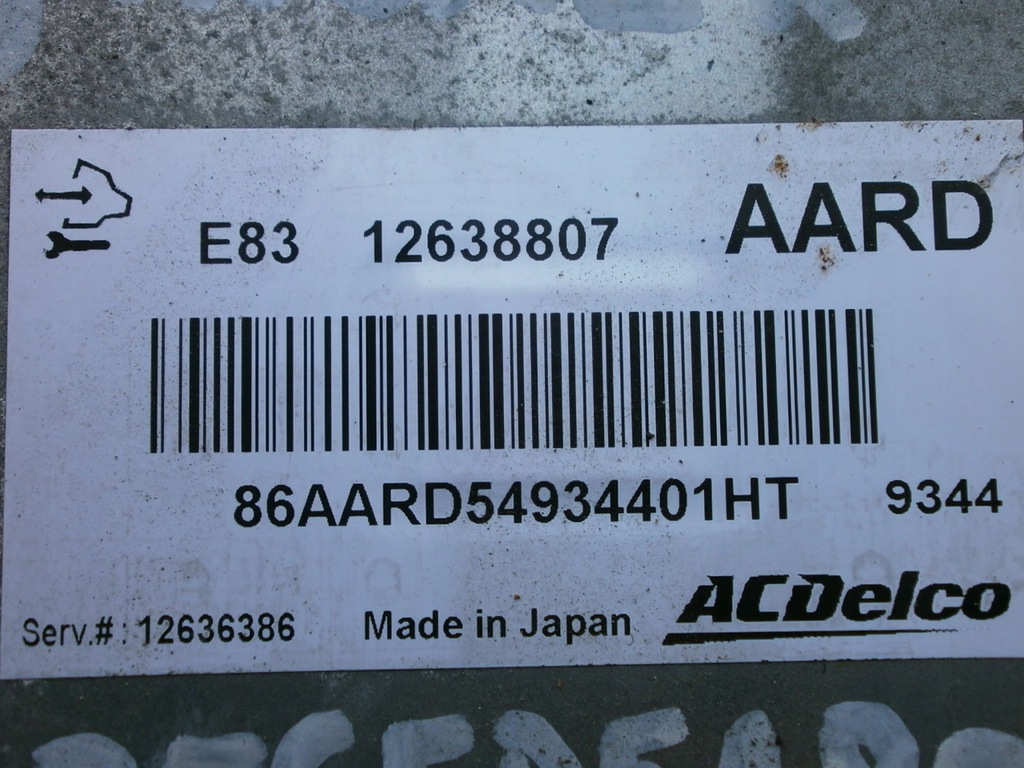 E83 12638807 AARD
86AARD54934401HT 9344
Serv.#: 12636386 Made in Japan ACDelco